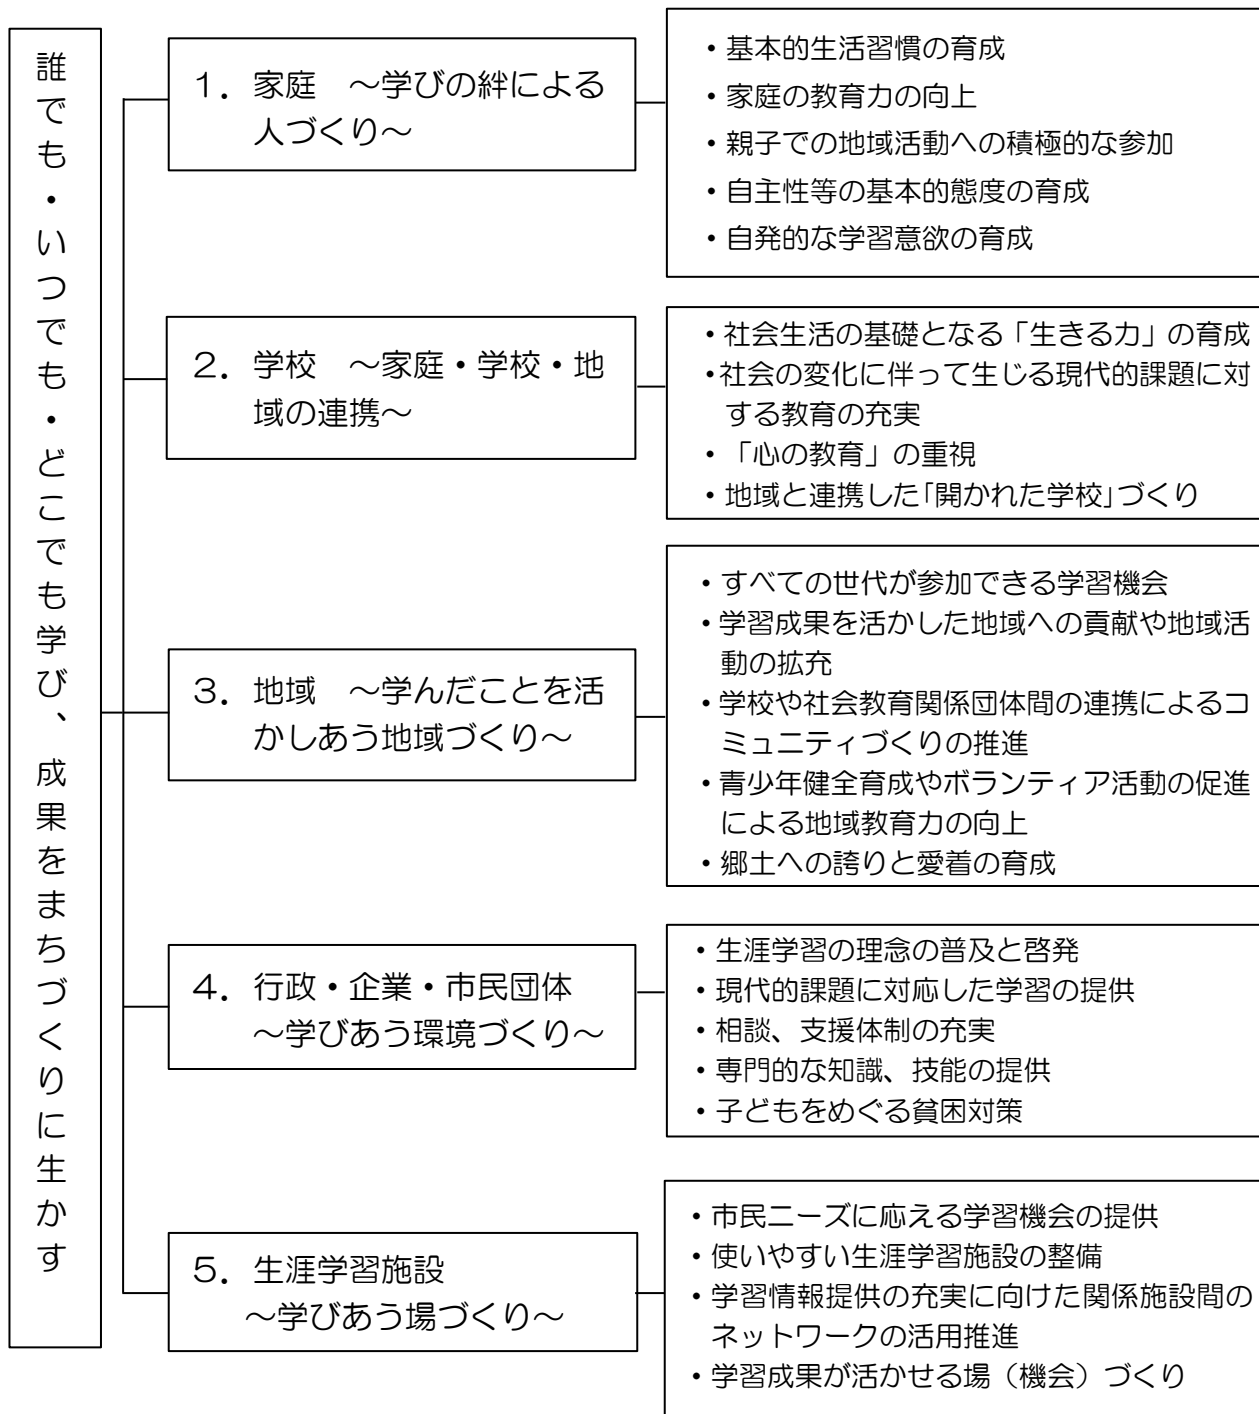 誰でも・いつでも・どこでも学び、成果をまちづくりに生かす
1．家庭　～学びの絆による
人づくり～
・基本的生活習慣の育成
・家庭の教育力の向上
・親子での地域活動への積極的な参加
・自主性等の基本的態度の育成
・自発的な学習意欲の育成
2．学校　～家庭・学校・地
域の連携～
・社会生活の基礎となる「生きる力」の育成
・社会の変化に伴って生じる現代的課題に対
する教育の充実
・「心の教育」の重視
・地域と連携した「開かれた学校」づくり
3．地域　～学んだことを活
かしあう地域づくり～
・すべての世代が参加できる学習機会
・学習成果を活かした地域への貢献や地域活
動の拡充
・学校や社会教育関係団体間の連携によるコ
ミュニティづくりの推進
・青少年健全育成やボランティア活動の促進
による地域教育力の向上
・郷土への誇りと愛着の育成
4．行政・企業・市民団体
～学びあう環境づくり～
・生涯学習の理念の普及と啓発
・現代的課題に対応した学習の提供
・相談、支援体制の充実
・専門的な知識、技能の提供
・子どもをめぐる貧困対策
5．生涯学習施設
～学びあう場づくり～
・市民ニーズに応える学習機会の提供
・使いやすい生涯学習施設の整備
・学習情報提供の充実に向けた関係施設間の
ネットワークの活用推進
・学習成果が活かせる場（機会）づくり